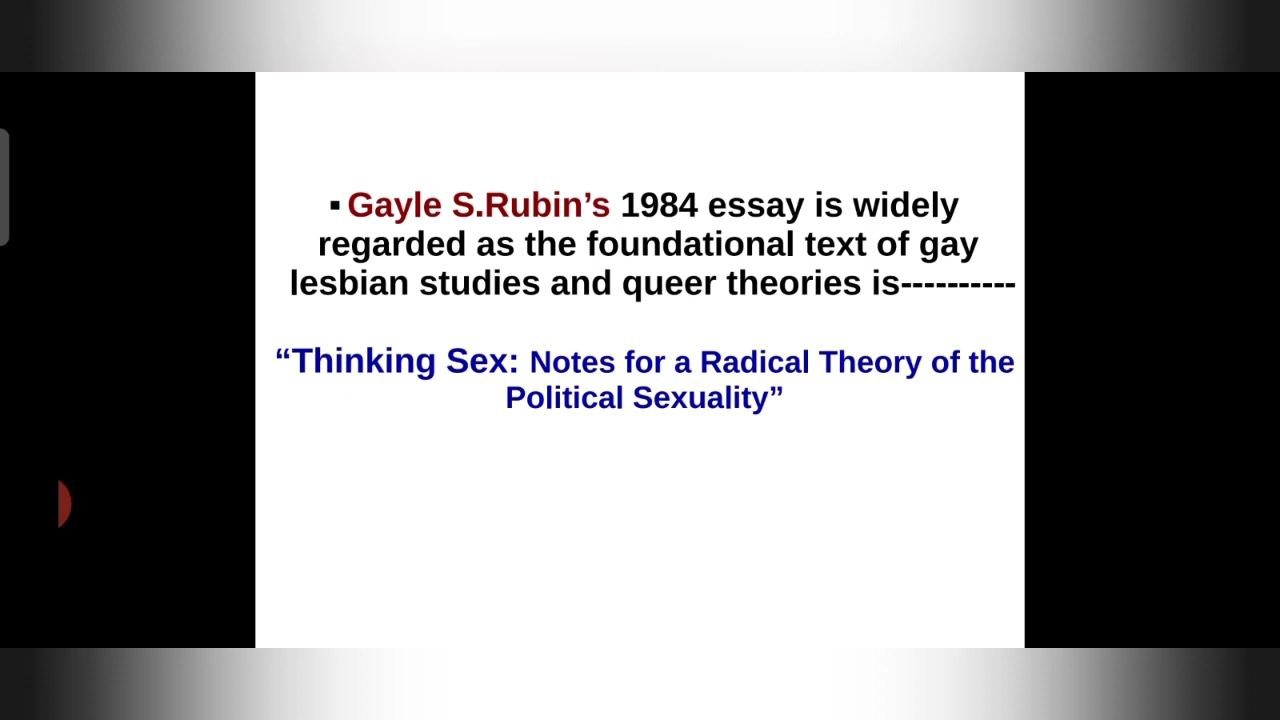 ▪ Gayle S.Rubin’s 1984 essay is widely
regarded as the foundational text of gay
lesbian studies and queer theories is----------
“Thinking Sex: Notes for a Radical Theory of the
Political Sexuality”